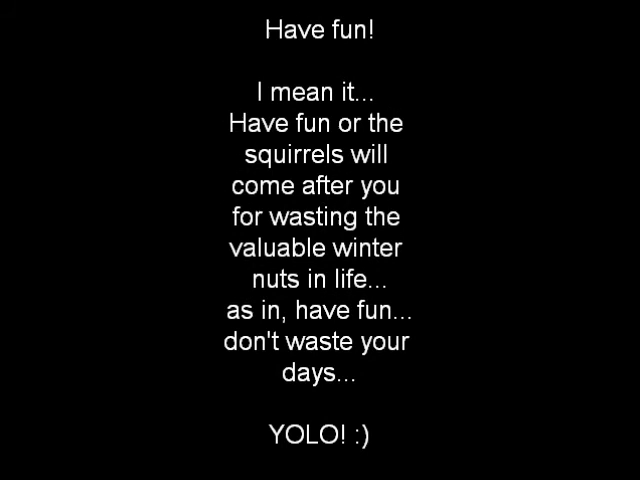 Have fun!
I mean it...
Have fun or the
squirrels will
come after you
for wasting the
valuable winter
nuts in life...
as in, have fun...
don't waste your
days...
YOLO! :)